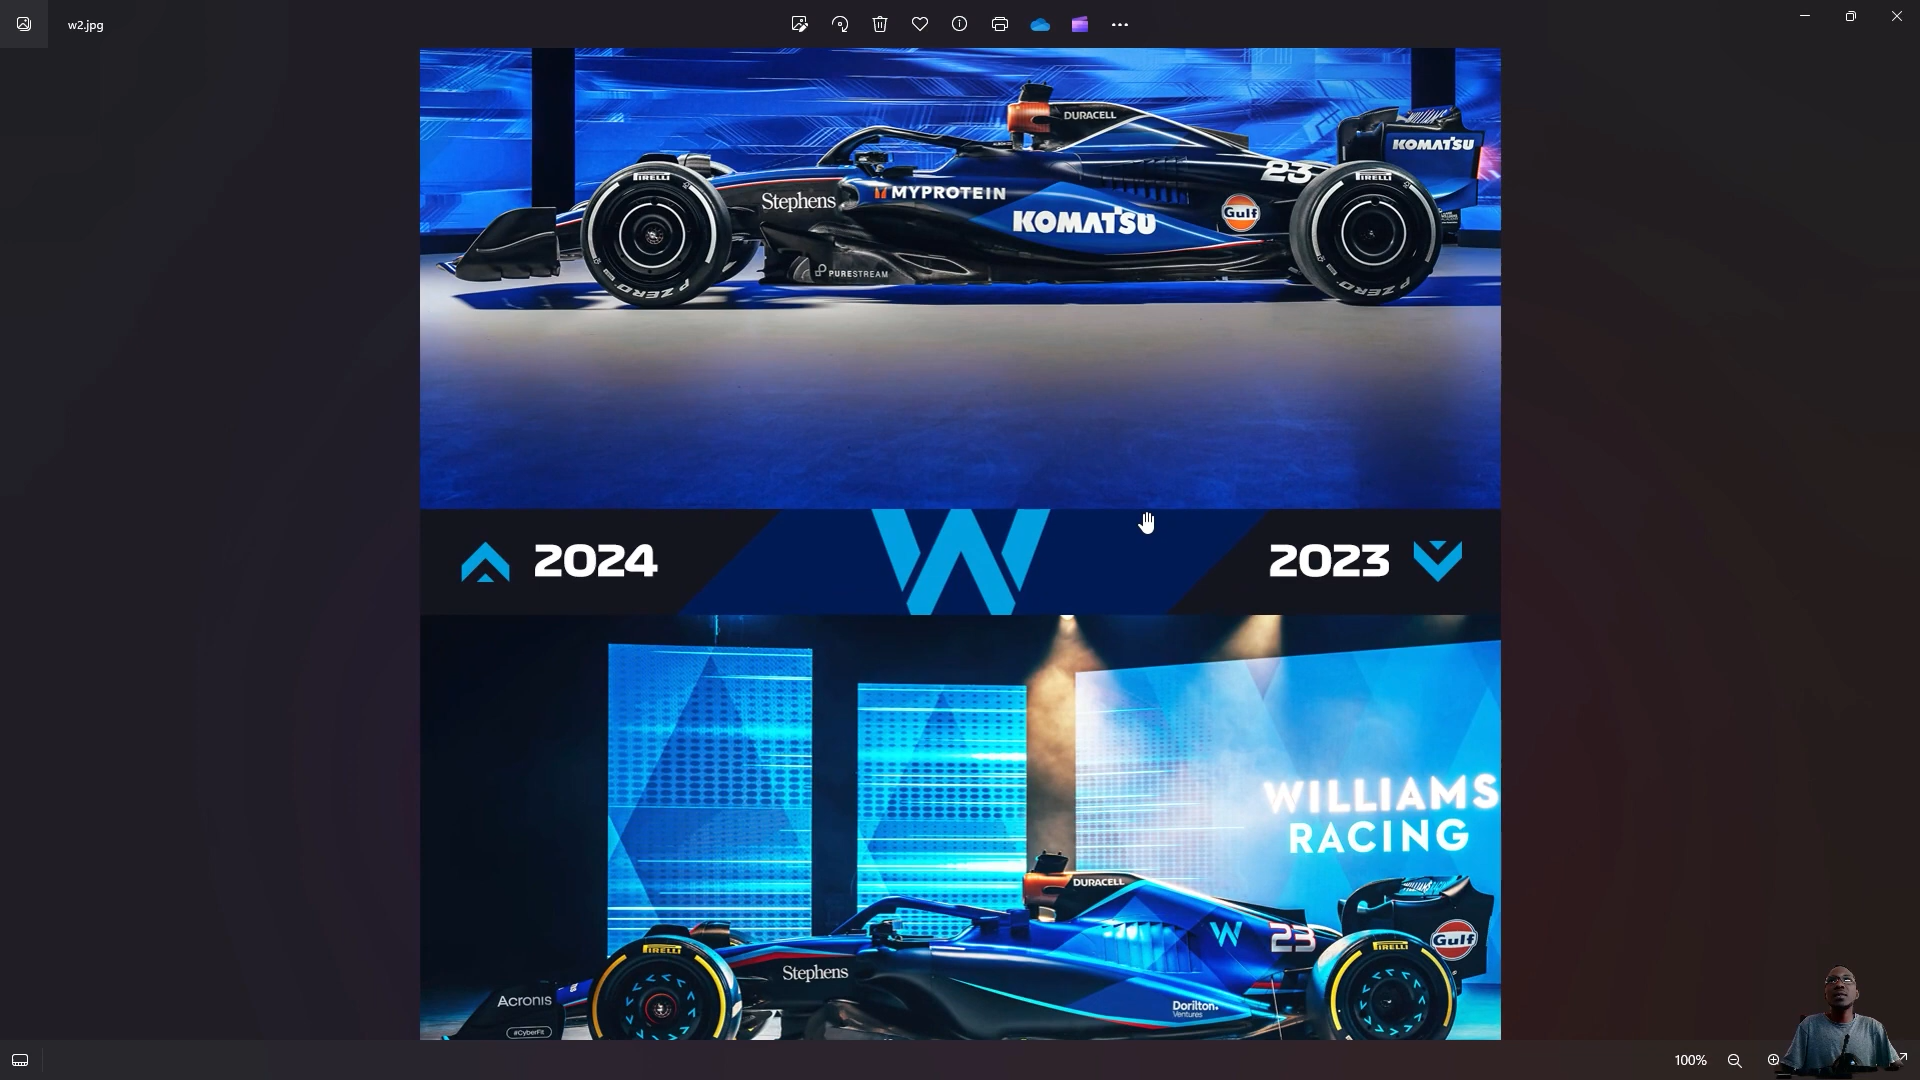 w2.jpg
DURACELL
KOMATSU
PIRELLI
23
PIRELLI
Stephens
MYPROTEIN
KOMATSU
Gulf
PURESTREAM
P ZERO
P ZERO
2024
W
2023
WILLIAMS
RACING
DURACELL
W
23
Gulf
PIRELLI
PIRELLI
Stephens
Acronis
Dorilton
Ventures
#CyberFit
100%